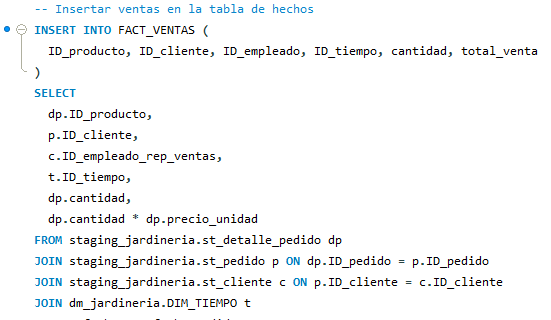 -- Insertar ventas en la tabla de hechos
INSERT INTO FACT_VENTAS (
ID_producto, ID_cliente, ID_empleado, ID_tiempo, cantidad, total_venta
)
SELECT
dp.ID_producto,
p.ID_cliente,
c.ID_empleado_rep_ventas,
t.ID_tiempo,
dp.cantidad,
dp.cantidad * dp.precio_unidad
FROM staging_jardineria.st_detalle_pedido dp
JOIN staging_jardineria.st_pedido p ON dp.ID_pedido = p.ID_pedido
JOIN staging_jardineria.st_cliente c ON p.ID_cliente = c.ID_cliente
JOIN dm_jardineria.DIM_TIEMPO t